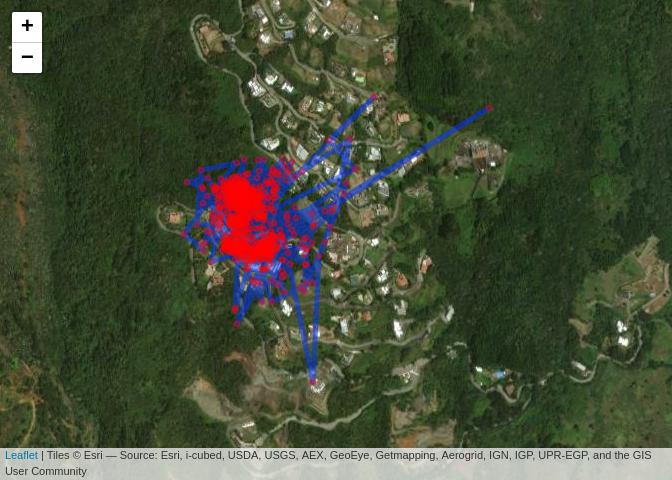 +
−
Leaflet | Tiles © Esri — Source: Esri, i-cubed, USDA, USGS, AEX, GeoEye, Getmapping, Aerogrid, IGN, IGP, UPR-EGP, and the GIS
User Community